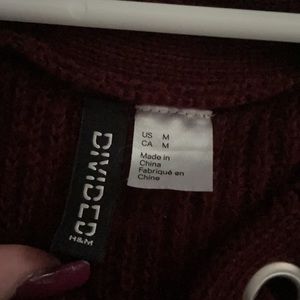 DIVIDED
H&M
US M
CA M
Made in
China
Fabriqué en
Chine